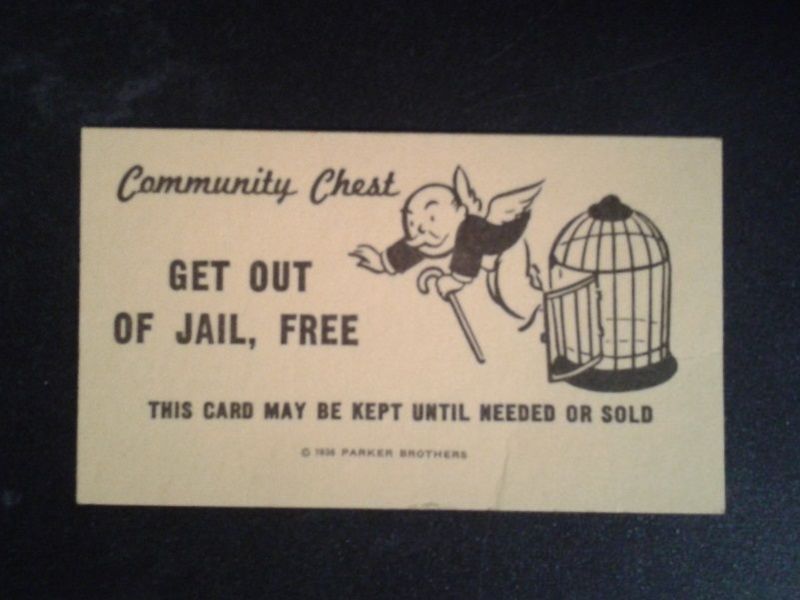 Community Chest
GET OUT
OF JAIL, FREE
THIS CARD MAY BE KEPT UNTIL NEEDED OR SOLD
© 1936 PARKER BROTHERS